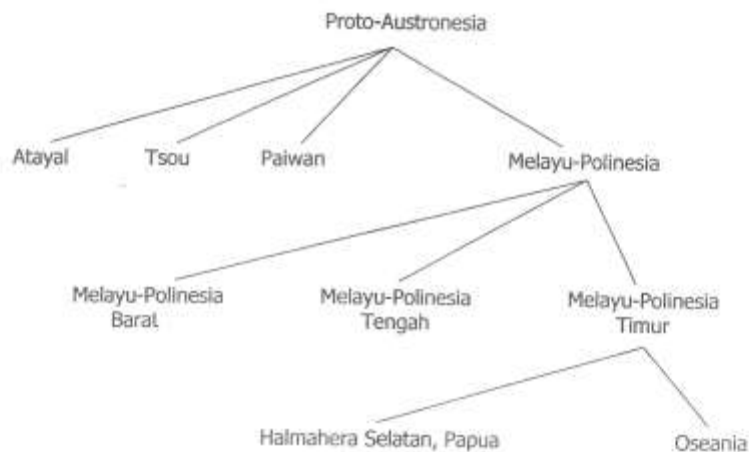 Proto-Austronesia
Atayal
Tsou
Paiwan
Melayu-Polinesia
Melayu-Polinesia
Barat
Melayu-Polinesia
Tengah
Melayu-Polinesia
Timur
Halmahera Selatan, Papua
Oseania